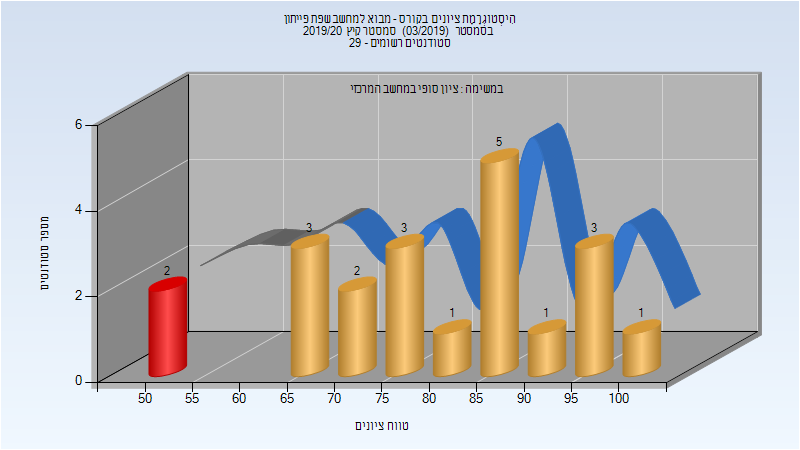 היסטוגרמת ציונים בקורס - מבוא למחשב שפת פייתון
בסמסטר (03/2019) סמסטר קיץ 2019/20
סטודנטים רשומים - 29
במשימה : ציון סופי במחשב המרכזי
מספר סטודנטים
6
4
2
0
2
3
2
3
1
5
1
3
1
50 55 60 65 70 75 80 85 90 95 100
טווח ציונים